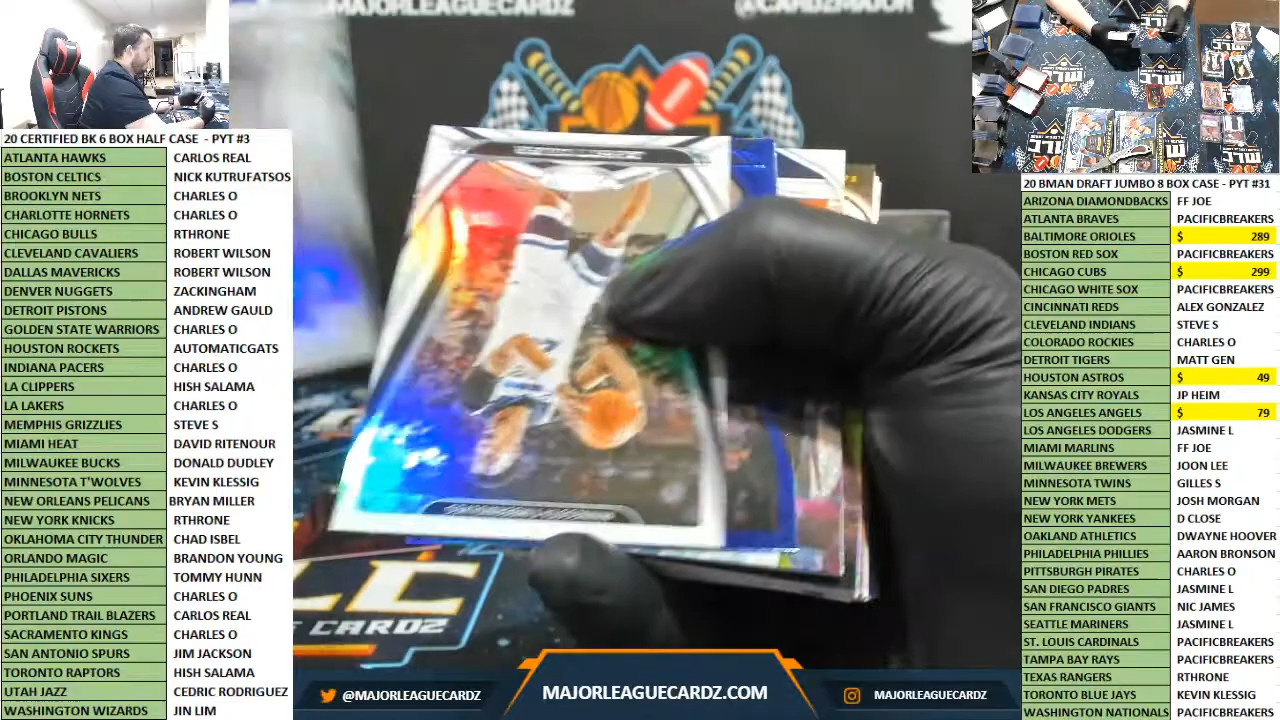 MAJORLEAGUECARDZ
@CARDZMAJOR
20 CERTIFIED BK 6 BOX HALF CASE - PYT #3
ATLANTA HAWKS CARLOS REAL
BOSTON CELTICS NICK KUTRUFATSOS
BROOKLYN NETS CHARLES O
CHARLOTTE HORNETS CHARLES O
CHICAGO BULLS RTHRONE
CLEVELAND CAVALIERS ROBERT WILSON
DALLAS MAVERICKS ROBERT WILSON
DENVER NUGGETS ZACKINGHAM
DETROIT PISTONS ANDREW GAULD
GOLDEN STATE WARRIORS CHARLES O
HOUSTON ROCKETS AUTOMATICGATS
INDIANA PACERS CHARLES O
LA CLIPPERS HISH SALAMA
LA LAKERS CHARLES O
MEMPHIS GRIZZLIES STEVE S
MIAMI HEAT DAVID RITENOUR
MILWAUKEE BUCKS DONALD DUDLEY
MINNESOTA T'WOLVES KEVIN KLESSIG
NEW ORLEANS PELICANS BRYAN MILLER
NEW YORK KNICKS RTHRONE
OKLAHOMA CITY THUNDER CHAD ISBEL
ORLANDO MAGIC BRANDON YOUNG
PHILADELPHIA SIXERS TOMMY HUNN
PHOENIX SUNS CHARLES O
PORTLAND TRAIL BLAZERS CARLOS REAL
SACRAMENTO KINGS CHARLES O
SAN ANTONIO SPURS JIM JACKSON
TORONTO RAPTORS HISH SALAMA
UTAH JAZZ CEDRIC RODRIGUEZ
WASHINGTON WIZARDS JIN LIM
20 BMAN DRAFT JUMBO 8 BOX CASE - PYT #31
ARIZONA DIAMONDBACKS FF JOE
ATLANTA BRAVES PACIFICBREAKERS
BALTIMORE ORIOLES $ 289
BOSTON RED SOX PACIFICBREAKERS
CHICAGO CUBS $ 299
CHICAGO WHITE SOX PACIFICBREAKERS
CINCINNATI REDS ALEX GONZALEZ
CLEVELAND INDIANS STEVE S
COLORADO ROCKIES CHARLES O
DETROIT TIGERS MATT GEN
HOUSTON ASTROS $ 49
KANSAS CITY ROYALS JP HEIM
LOS ANGELES ANGELS $ 79
LOS ANGELES DODGERS JASMINE L
MIAMI MARLINS FF JOE
MILWAUKEE BREWERS JOON LEE
MINNESOTA TWINS GILLES S
NEW YORK METS JOSH MORGAN
NEW YORK YANKEES D CLOSE
OAKLAND ATHLETICS DWAYNE HOOVER
PHILADELPHIA PHILLIES AARON BRONSON
PITTSBURGH PIRATES CHARLES O
SAN DIEGO PADRES JASMINE L
SAN FRANCISCO GIANTS NIC JAMES
SEATTLE MARINERS JASMINE L
ST. LOUIS CARDINALS PACIFICBREAKERS
TAMPA BAY RAYS PACIFICBREAKERS
TEXAS RANGERS RTHRONE
TORONTO BLUE JAYS KEVIN KLESSIG
WASHINGTON NATIONALS PACIFICBREAKERS
LC
CARDZ
@MAJORLEAGUECARDZ
MAJORLEAGUECARDZ.COM
MAJORLEAGUECARDZ